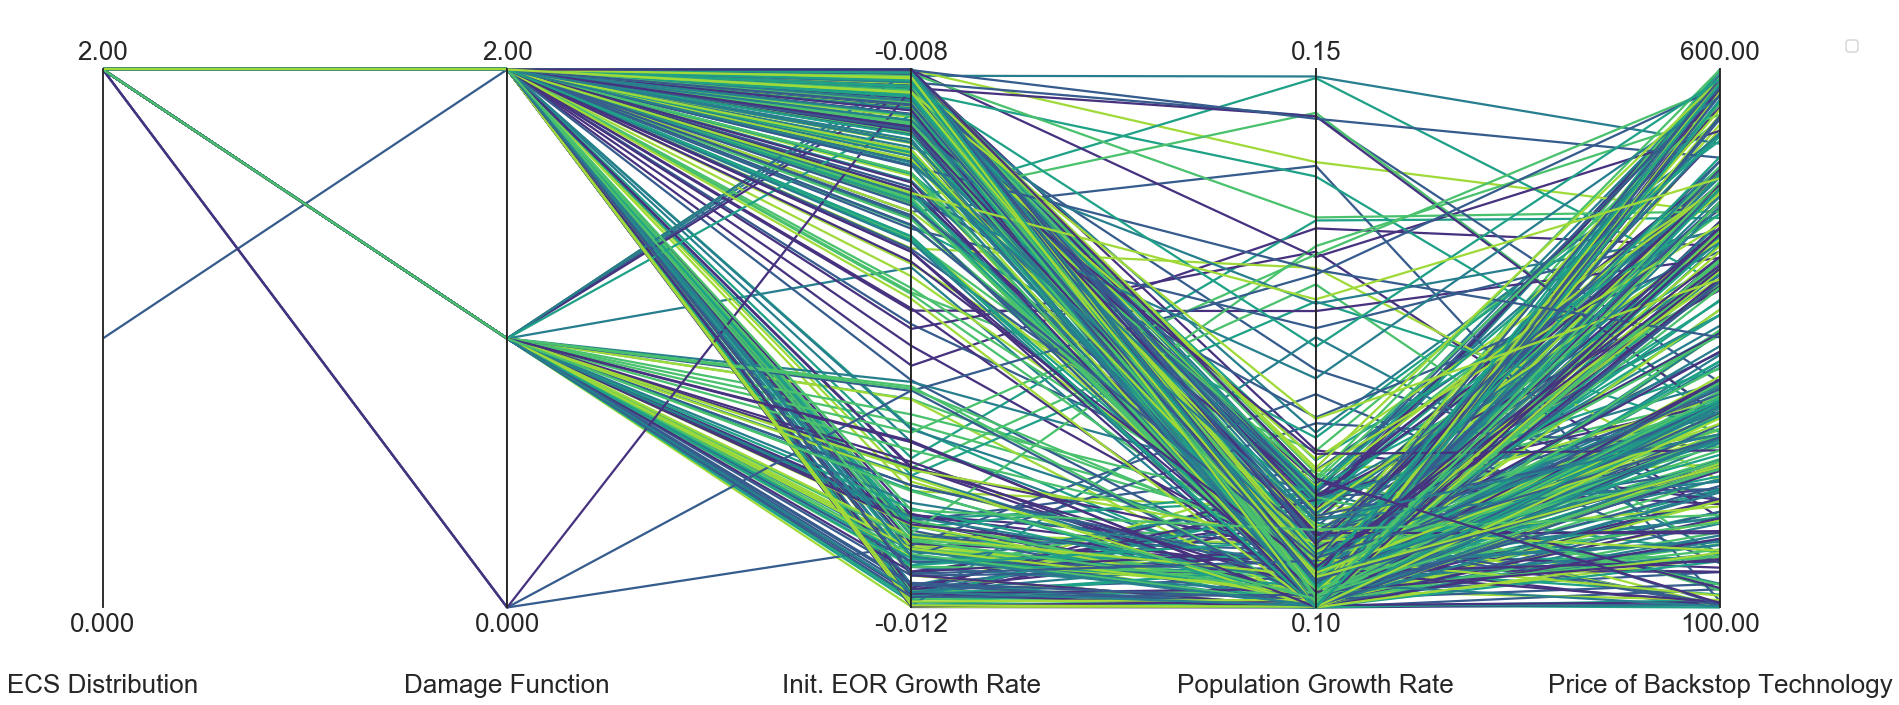 2.00 2.00 -0.008 0.15 600.00
0.000 0.000 -0.012 0.10 100.00
ECS Distribution Damage Function Init. EOR Growth Rate Population Growth Rate Price of Backstop Technology